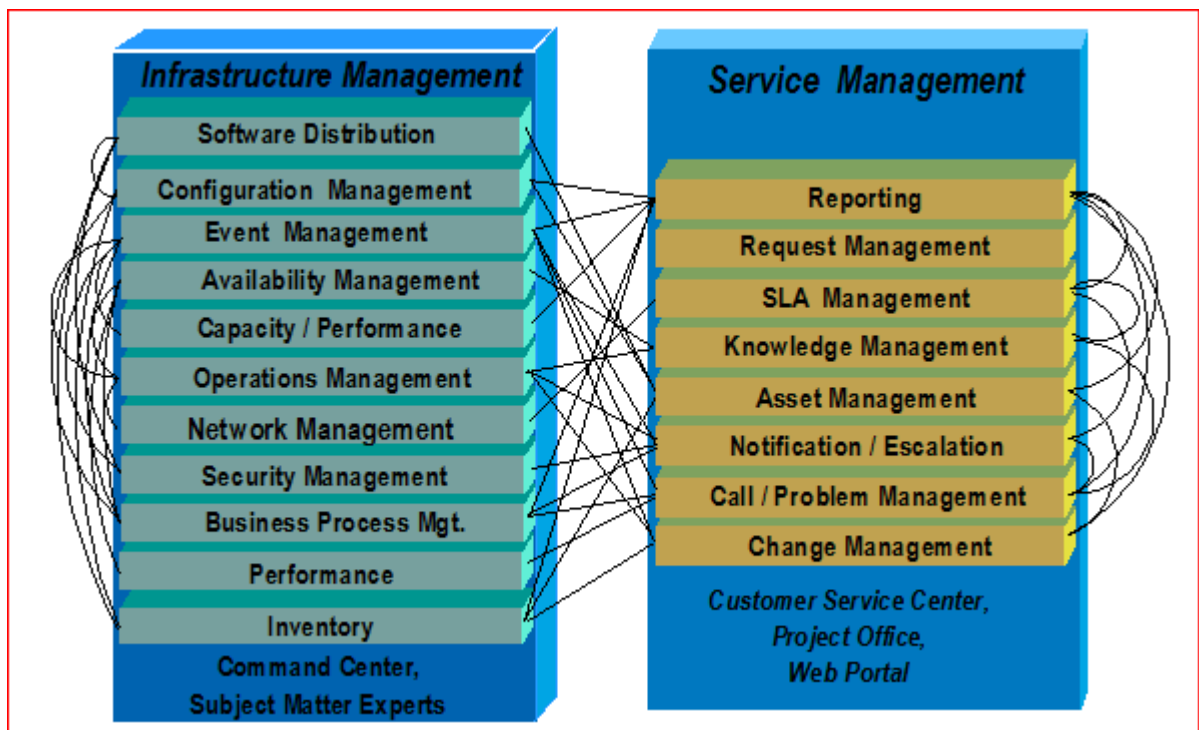 Infrastructure Management
Software Distribution
Configuration Management
Event Management
Availability Management
Capacity / Performance
Operations Management
Network Management
Security Management
Business Process Mgt.
Performance
Inventory
Command Center,
Subject Matter Experts
Service Management
Reporting
Request Management
SLA Management
Knowledge Management
Asset Management
Notification / Escalation
Call / Problem Management
Change Management
Customer Service Center,
Project Office,
Web Portal